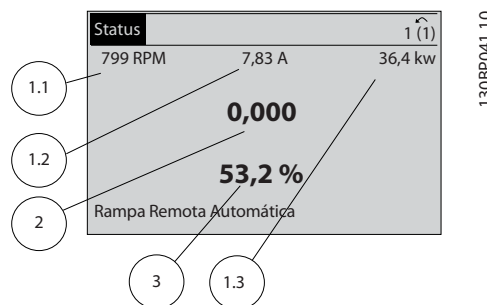 Status
1 (1)
799 RPM 7,83 A 36,4 kw
0,000
53,2 %
Rampa Remota Automática
1.1
1.2
2
3
1.3
130BP041.10